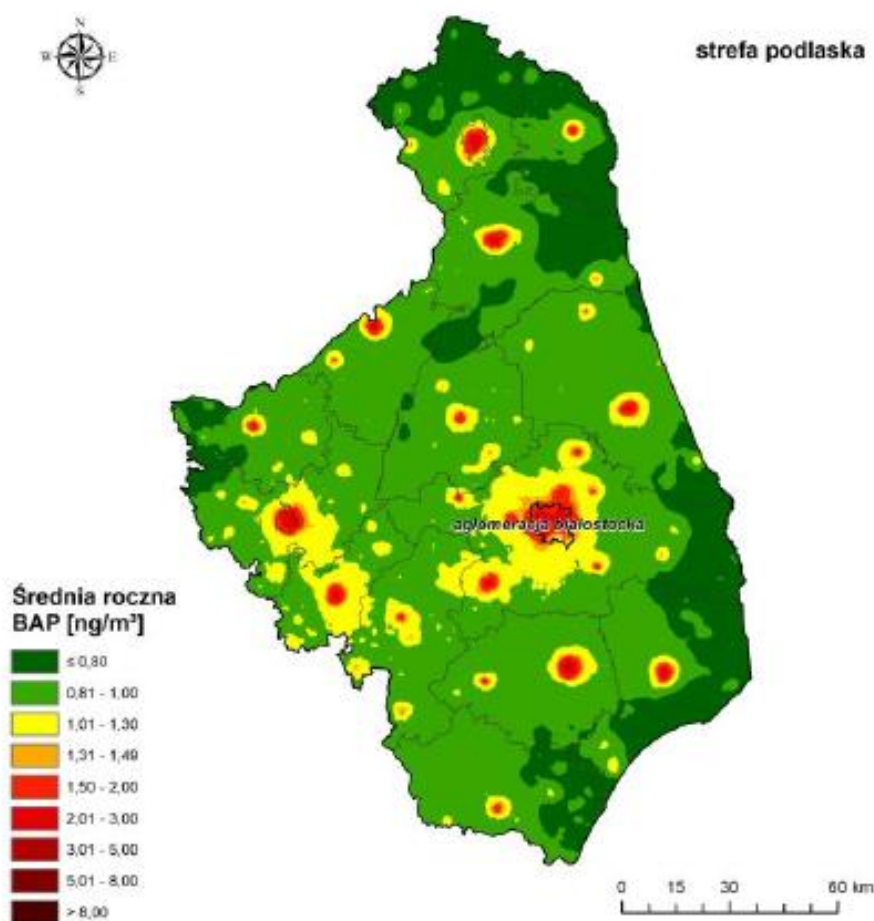 N
W E
S
strefa podlaska
aglomeracja białostocka
Średnia roczna
BAP [ng/m³]
≤ 0,80
0,81 - 1,00
1,01 - 1,30
1,31 - 1,49
1,50 - 2,00
2,01 - 3,00
3,01 - 5,00
5,01 - 8,00
> 8,00
0 15 30 60 km